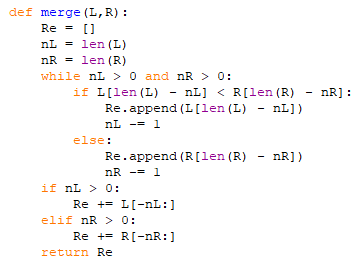 def merge(L,R):
    Re = []
    nL = len(L)
    nR = len(R)
    while nL > 0 and nR > 0:
        if L[len(L) - nL] < R[len(R) - nR]:
            Re.append(L[len(L) - nL])
            nL -= 1
        else:
            Re.append(R[len(R) - nR])
            nR -= 1
    if nL > 0:
        Re += L[-nL:]
    elif nR > 0:
        Re += R[-nR:]
    return Re